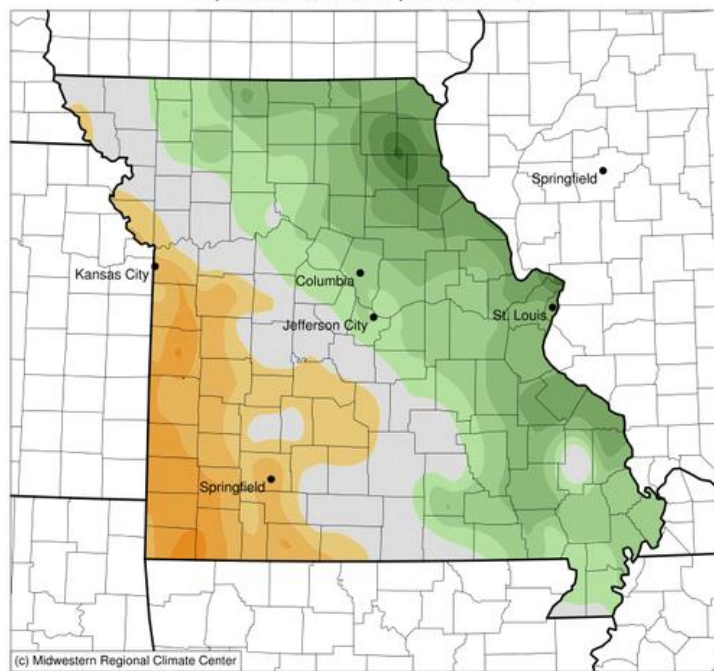 Springfield
Kansas City
Columbia
Jefferson City
St. Louis
Springfield
(c) Midwestern Regional Climate Center